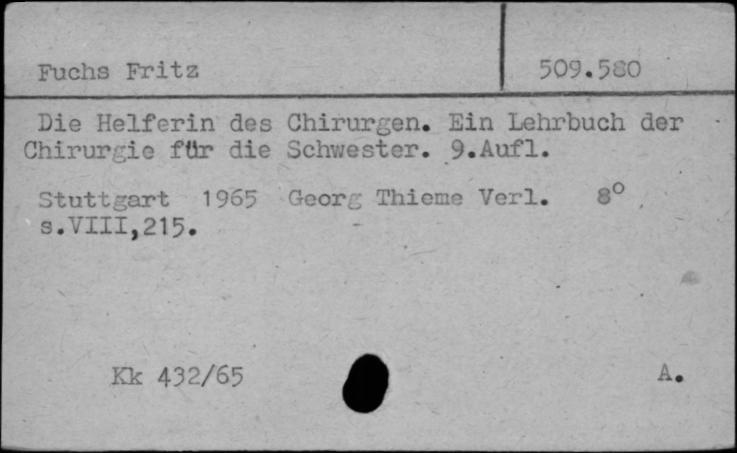 Fuchs Fritz
509.580
Die Helferin des Chirurgen. Ein Lehrbuch der
Chirurgie für die Schwester. 9.Aufl.
Stuttgart 1965 Georg Thieme Verl. 8°
s.VIII,215.
Kk 432/65
A.